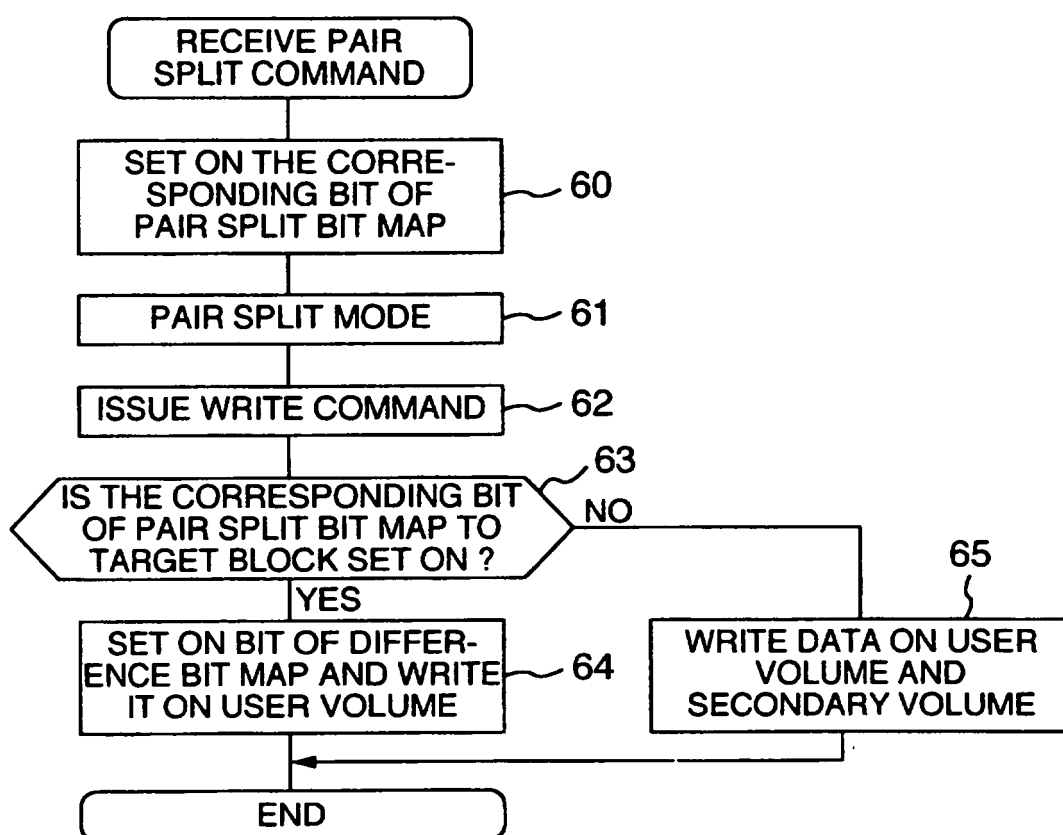 RECEIVE PAIR
SPLIT COMMAND
SET ON THE CORRE-
SPONDING BIT OF
PAIR SPLIT BIT MAP
60
PAIR SPLIT MODE
61
ISSUE WRITE COMMAND
62
63
IS THE CORRESPONDING BIT
OF PAIR SPLIT BIT MAP TO
TARGET BLOCK SET ON ?
NO
YES
SET ON BIT OF DIFFER-
ENCE BIT MAP AND WRITE
IT ON USER VOLUME
64
65
WRITE DATA ON USER
VOLUME AND
SECONDARY VOLUME
END